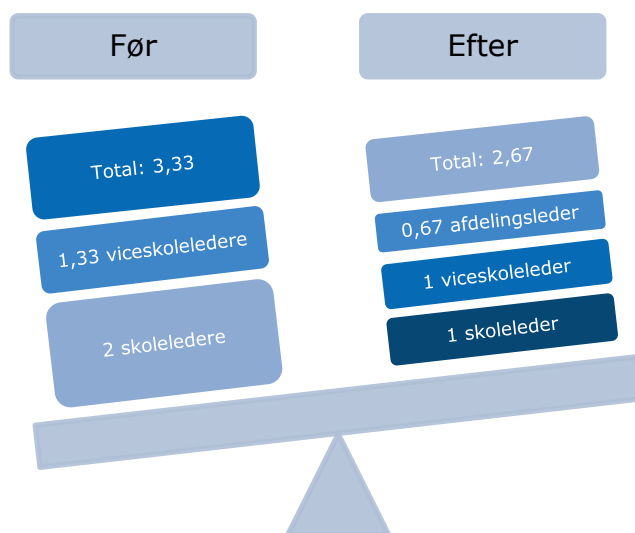 Før
Total: 3,33
1,33 viceskoleledere
2 skoleledere
Efter
Total: 2,67
0,67 afdelingsleder
1 viceskoleleder
1 skoleleder